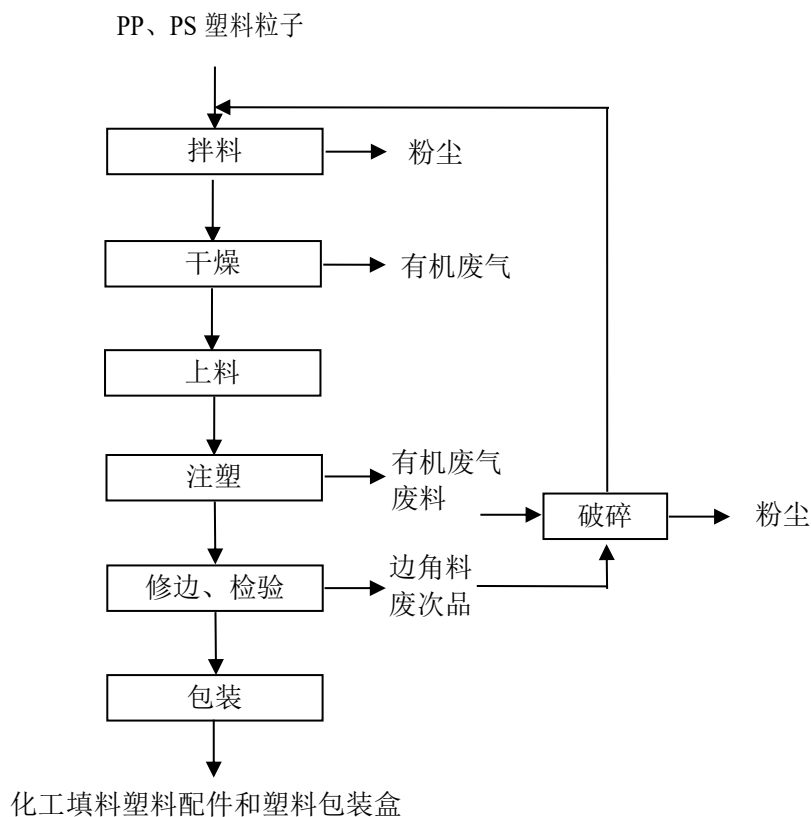 PP、PS 塑料粒子
拌料
粉尘
干燥
有机废气
上料
注塑
有机废气
废料
破碎
粉尘
修边、检验
边角料
废次品
包装
化工填料塑料配件和塑料包装盒